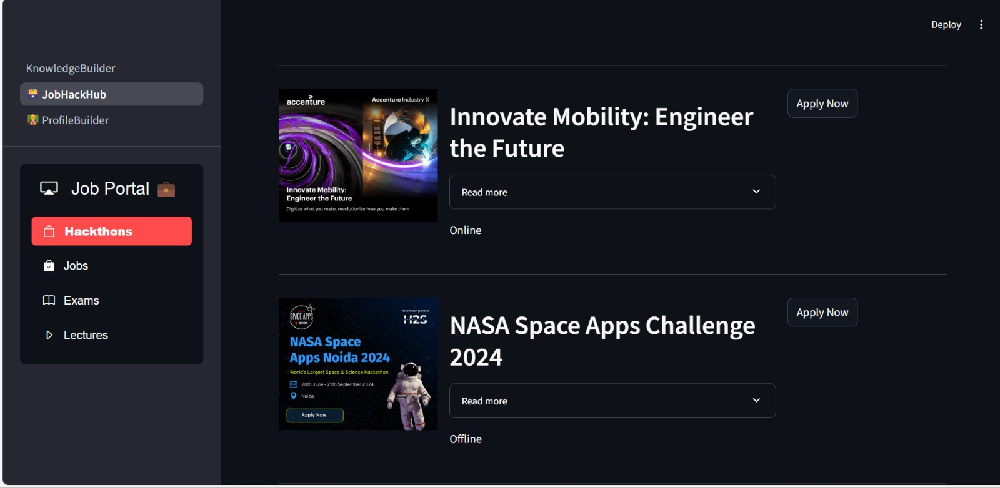 Deploy
KnowledgeBuilder
JobHackHub
ProfileBuilder
Job Portal
Hackthons
Jobs
Exams
Lectures
accenture
Accenture Industry X
Innovate Mobility:
Engineer the Future
Digitize what you make, revolutionize how you make them
Innovate Mobility: Engineer
the Future
Apply Now
Read more
Online
NASA
SPACE APPS
NOIDA
Innovation partner
H2S
NASA Space
Apps Noida 2024
World's Largest Space & Science Hackathon
20th June - 27th September 2024
Noida
Apply Now
NASA Space Apps Challenge
2024
Apply Now
Read more
Offline